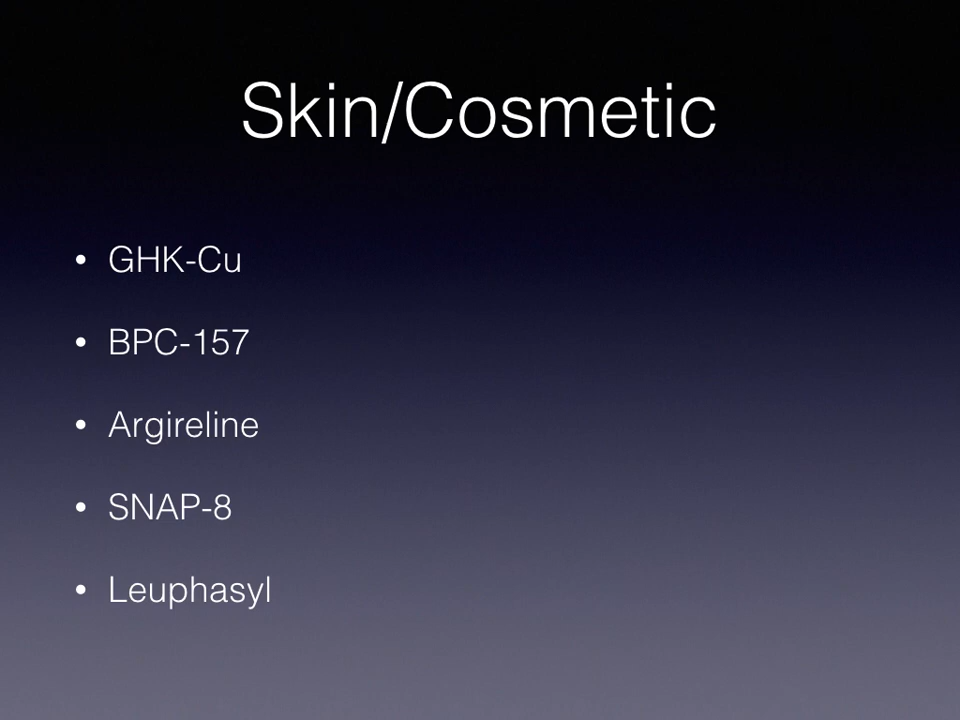 Skin/Cosmetic
• GHK-Cu
• BPC-157
• Argireline
• SNAP-8
• Leuphasyl